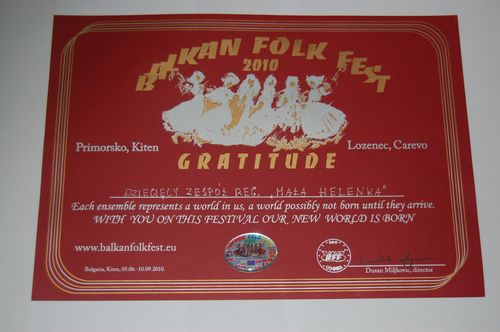 BALKAN FOLK FEST
2010
Primorsko, Kiten
Lozenec, Carevo
GRATITUDE
DZIECIĘCY ZESPÓŁ REG. „MAŁA HELENKA"
Each ensemble represents a world in us, a world possibly not born until they arrive.
WITH YOU ON THIS FESTIVAL OUR NEW WORLD IS BORN
www.balkanfolkfest.eu
FOLK
BFF
Bulgaria, Kiten, 05.06.-10.09.2010.
Dusan Miljkovic, director